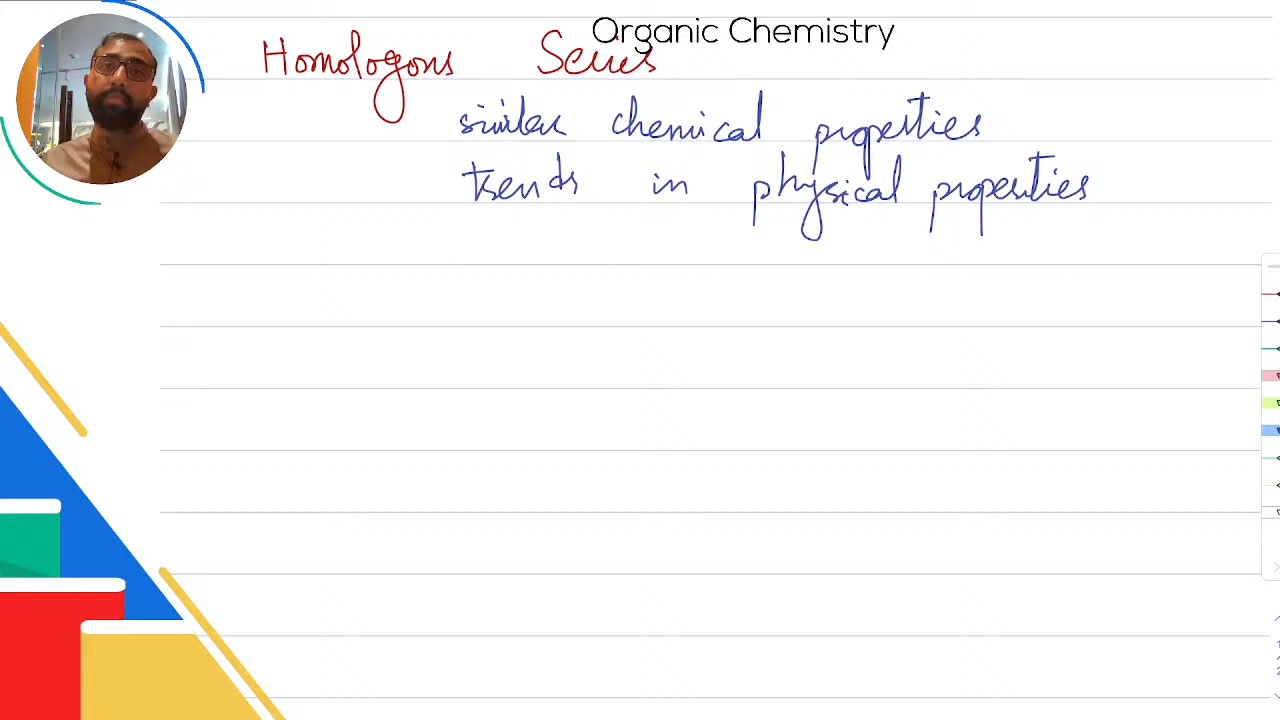 Organic Chemistry
Homologous Series
similar chemical properties
trends in physical properties